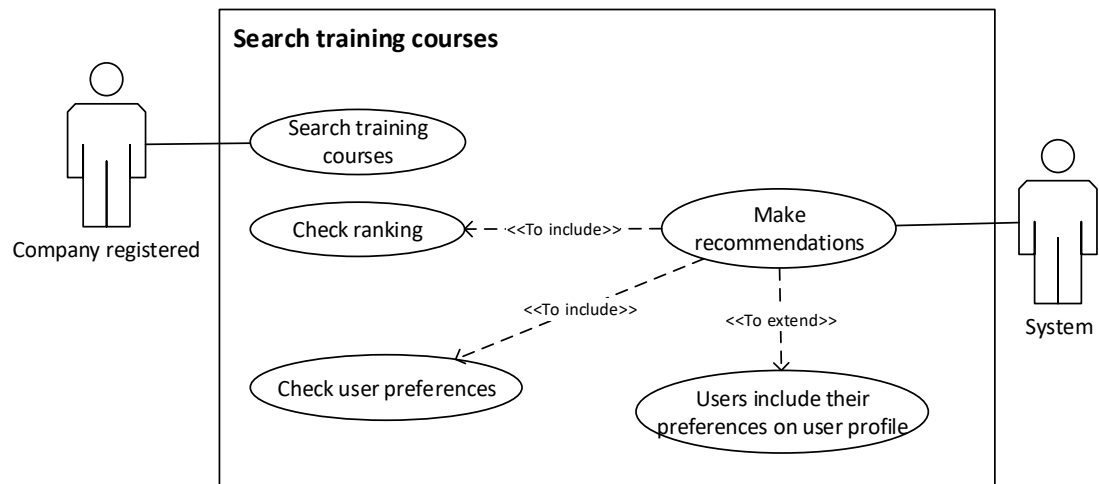 Search training courses
Search training
courses
Company registered
Check ranking
<<To include>>
Make
recommendations
<<To include>>
<<To extend>>
System
Check user preferences
Users include their
preferences on user profile